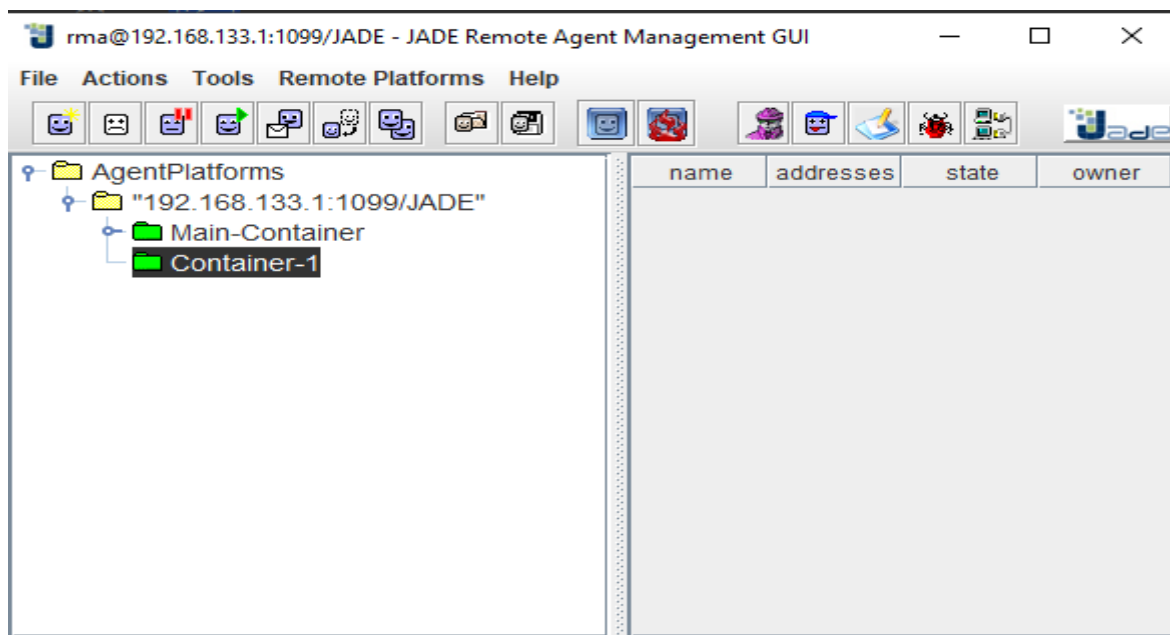 rma@192.168.133.1:1099/JADE - JADE Remote Agent Management GUI
File Actions Tools Remote Platforms Help
Jade
AgentPlatforms
"192.168.133.1:1099/JADE"
Main-Container
Container-1
name addresses state owner